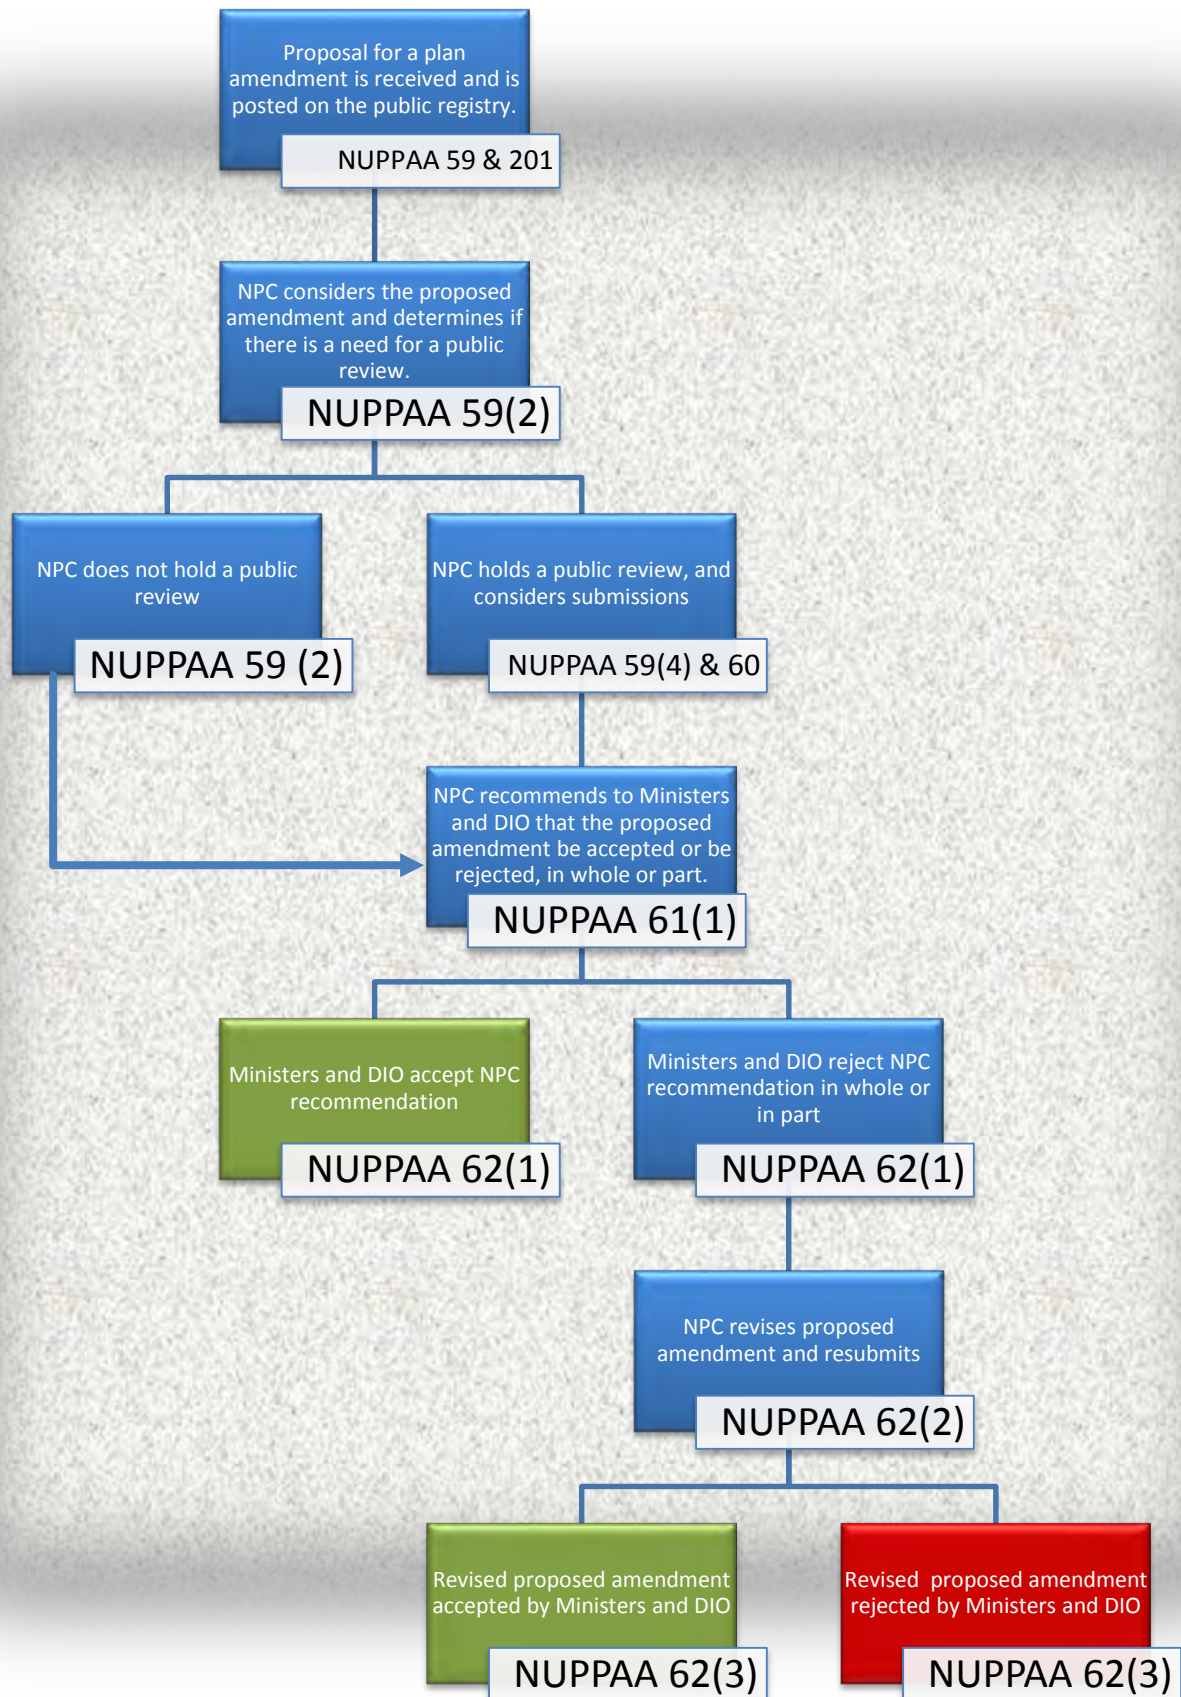 Proposal for a plan
amendment is received and is
posted on the public registry.
NUPPAA 59 & 201
NPC considers the proposed
amendment and determines if
there is a need for a public
review.
NUPPAA 59(2)
NPC does not hold a public
review
NUPPAA 59 (2)
NPC holds a public review, and
considers submissions
NUPPAA 59(4) & 60
NPC recommends to Ministers
and DIO that the proposed
amendment be accepted or be
rejected, in whole or part.
NUPPAA 61(1)
Ministers and DIO accept NPC
recommendation
NUPPAA 62(1)
Ministers and DIO reject NPC
recommendation in whole or
in part
NUPPAA 62(1)
NPC revises proposed
amendment and resubmits
NUPPAA 62(2)
Revised proposed amendment
accepted by Ministers and DIO
NUPPAA 62(3)
Revised  proposed amendment
rejected by Ministers and DIO
NUPPAA 62(3)